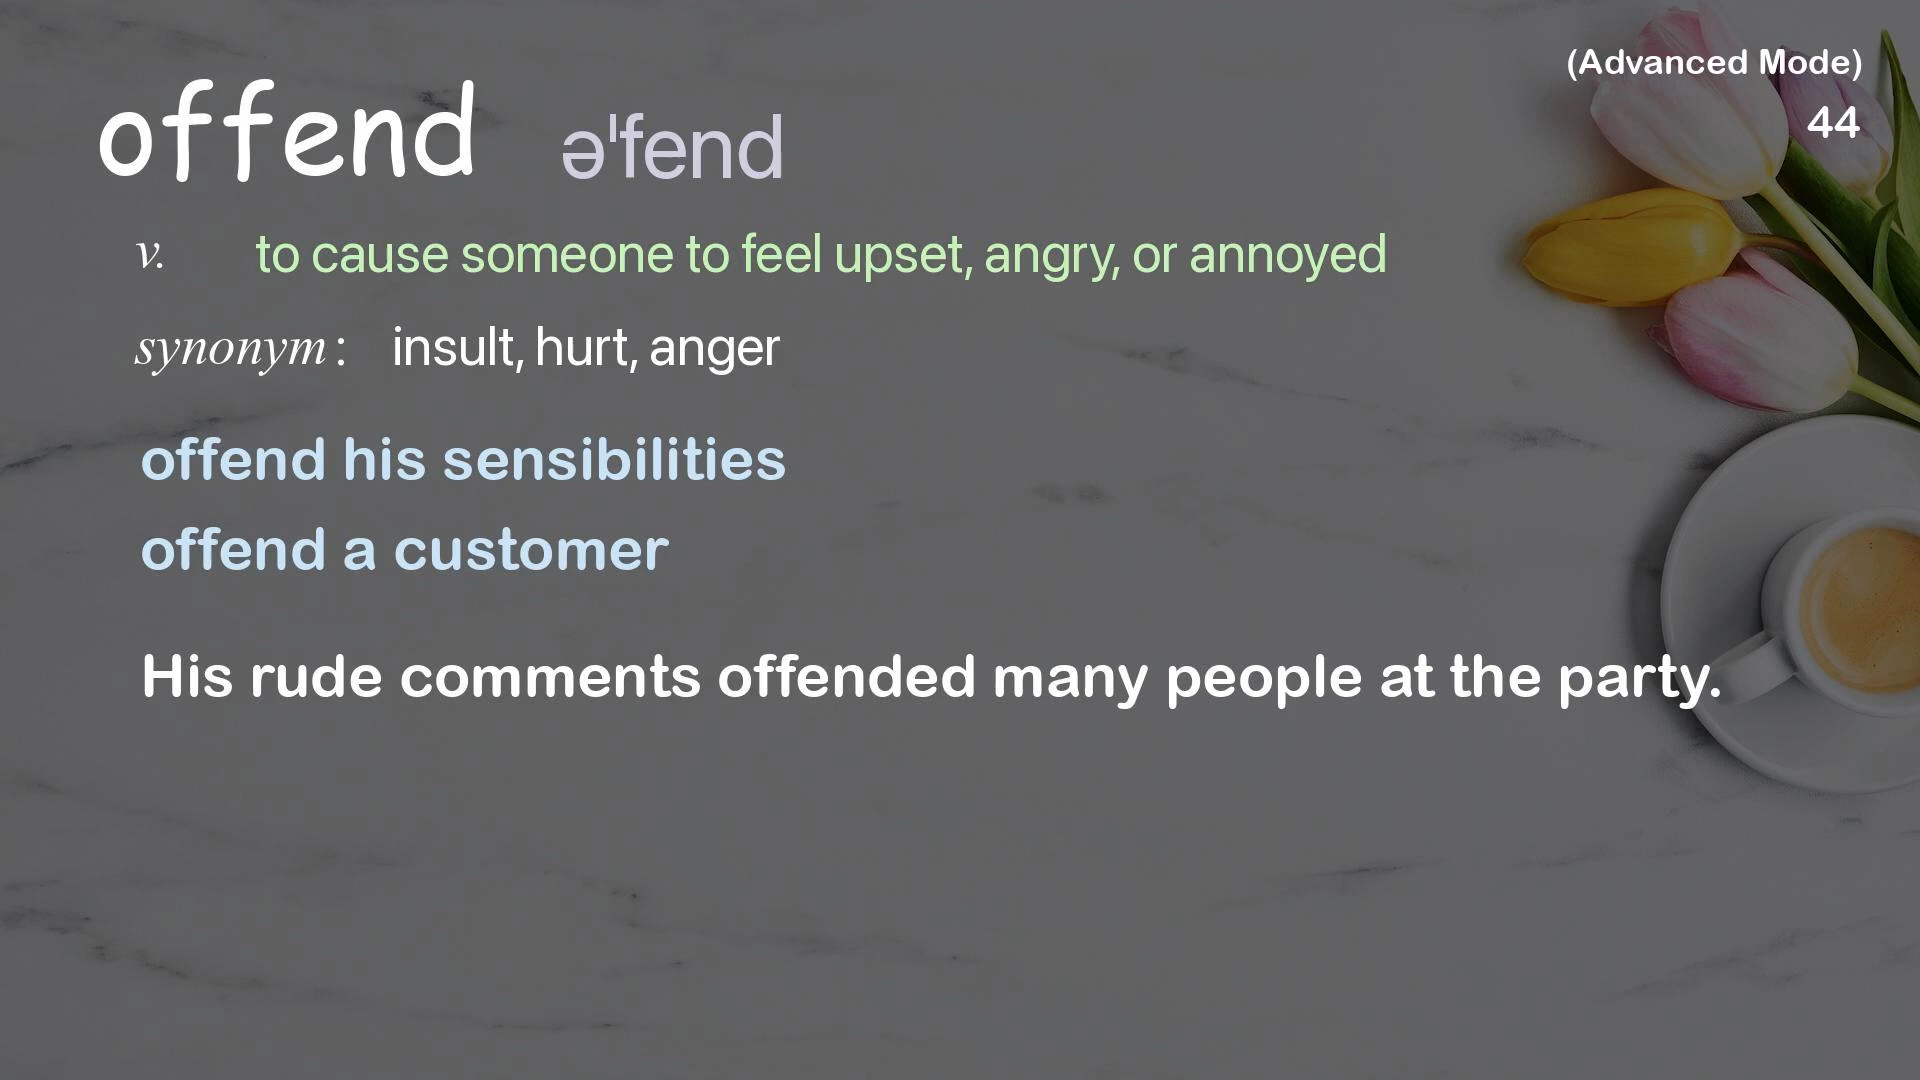 (Advanced Mode)
44
offend əˈfend
v. to cause someone to feel upset, angry, or annoyed
synonym: insult, hurt, anger
offend his sensibilities
offend a customer
His rude comments offended many people at the party.